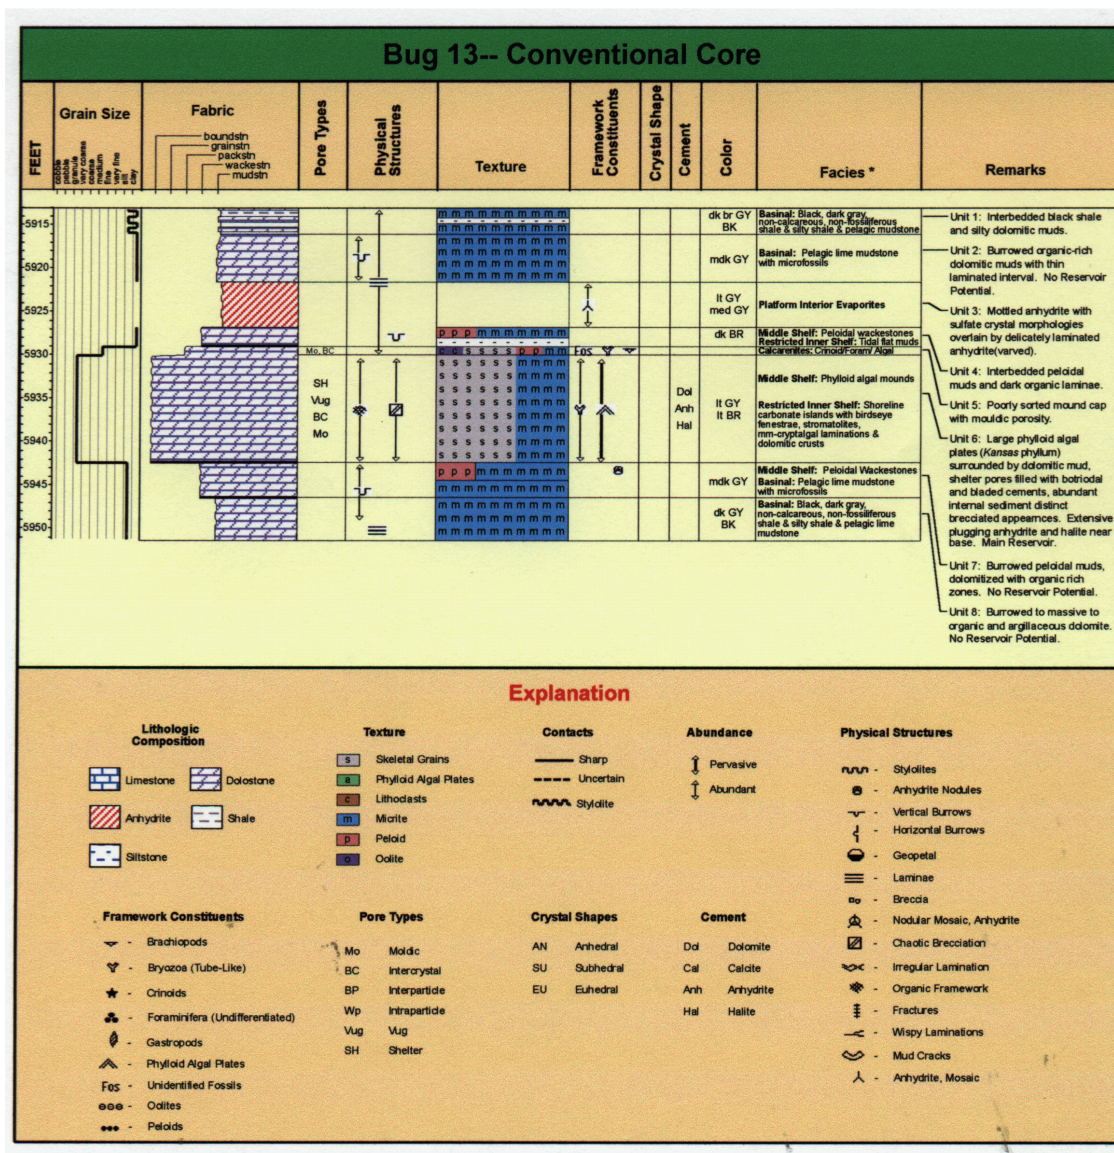 Bug 13-- Conventional Core
FEET
Grain Size
cobble
pebble
granule
very coarse
coarse
medium
fine
very fine
silt
clay
Fabric
boundstn
grainstn
packstn
wackestn
mudstn
Pore Types
Physical
Structures
Texture
Framework
Constituents
Crystal Shape
Cement
Color
Facies *
Remarks
5915
5920
5925
5930
5935
5940
5945
5950
Mo, BC
SH
Vug
BC
Mo
m m m m m m m m m m
p p p m m m m m m m
c c s s s s p p m m
s s s s s s m m m m
p p p m m m m m m m
m m m m m m m m m m
Fos
Dol
Anh
Hal
dk br GY
BK
mdk GY
lt GY
med GY
dk BR
lt GY
lt BR
mdk GY
dk GY
BK
Basinal: Black, dark gray,
non-calcareous, non-fossiliferous
shale & silty shale & pelagic mudstone
Basinal: Pelagic lime mudstone
with microfossils
Platform Interior Evaporites
Middle Shelf: Peloidal wackestones
Restricted Inner Shelf: Tidal flat muds
Calcarenites: Crinoid/Foram/ Algal
Middle Shelf: Phylloid algal mounds
Restricted Inner Shelf: Shoreline
carbonate islands with birdseye
fenestrae, stromatolites,
mm-cryptalgal laminations &
dolomitic crusts
Middle Shelf: Peloidal Wackestones
Basinal: Pelagic lime mudstone
with microfossils
Basinal: Black, dark gray,
non-calcareous, non-fossiliferous
shale & silty shale & pelagic lime
mudstone
Unit 1: Interbedded black shale
and silty dolomitic muds.
Unit 2: Burrowed organic-rich
dolomitic muds with thin
laminated interval. No Reservoir
Potential.
Unit 3: Mottled anhydrite with
sulfate crystal morphologies
overlain by delicately laminated
anhydrite(varved).
Unit 4: Interbedded peloidal
muds and dark organic laminae.
Unit 5: Poorly sorted mound cap
with mouldic porosity.
Unit 6: Large phylloid algal
plates (Kansas phyllum)
surrounded by dolomitic mud,
shelter pores filled with botriodal
and bladed cements, abundant
internal sediment distinct
brecciated appearnces. Extensive
plugging anhydrite and halite near
base. Main Reservoir.
Unit 7: Burrowed peloidal muds,
dolomitized with organic rich
zones. No Reservoir Potential.
Unit 8: Burrowed to massive to
organic and argillaceous dolomite.
No Reservoir Potential.
Explanation
Lithologic
Composition
Limestone
Dolostone
Anhydrite
Shale
Siltstone
Texture
s Skeletal Grains
a Phylloid Algal Plates
c Lithoclasts
m Micrite
p Peloid
o Oolite
Contacts
Sharp
Uncertain
Stylolite
Abundance
Pervasive
Abundant
Physical Structures
- Stylolites
- Anhydrite Nodules
- Vertical Burrows
- Horizontal Burrows
- Geopetal
- Laminae
- Breccia
- Nodular Mosaic, Anhydrite
- Chaotic Brecciation
- Irregular Lamination
- Organic Framework
- Fractures
- Wispy Laminations
- Mud Cracks
- Anhydrite, Mosaic
Framework Constituents
- Brachiopods
- Bryozoa (Tube-Like)
- Crinoids
- Foraminifera (Undifferentiated)
- Gastropods
- Phylloid Algal Plates
Fos - Unidentified Fossils
- Oolites
- Peloids
Pore Types
Mo Moldic
BC Intercrystal
BP Interparticle
Wp Intraparticle
Vug Vug
SH Shelter
Crystal Shapes
AN Anhedral
SU Subhedral
EU Euhedral
Cement
Dol Dolomite
Cal Calcite
Anh Anhydrite
Hal Halite